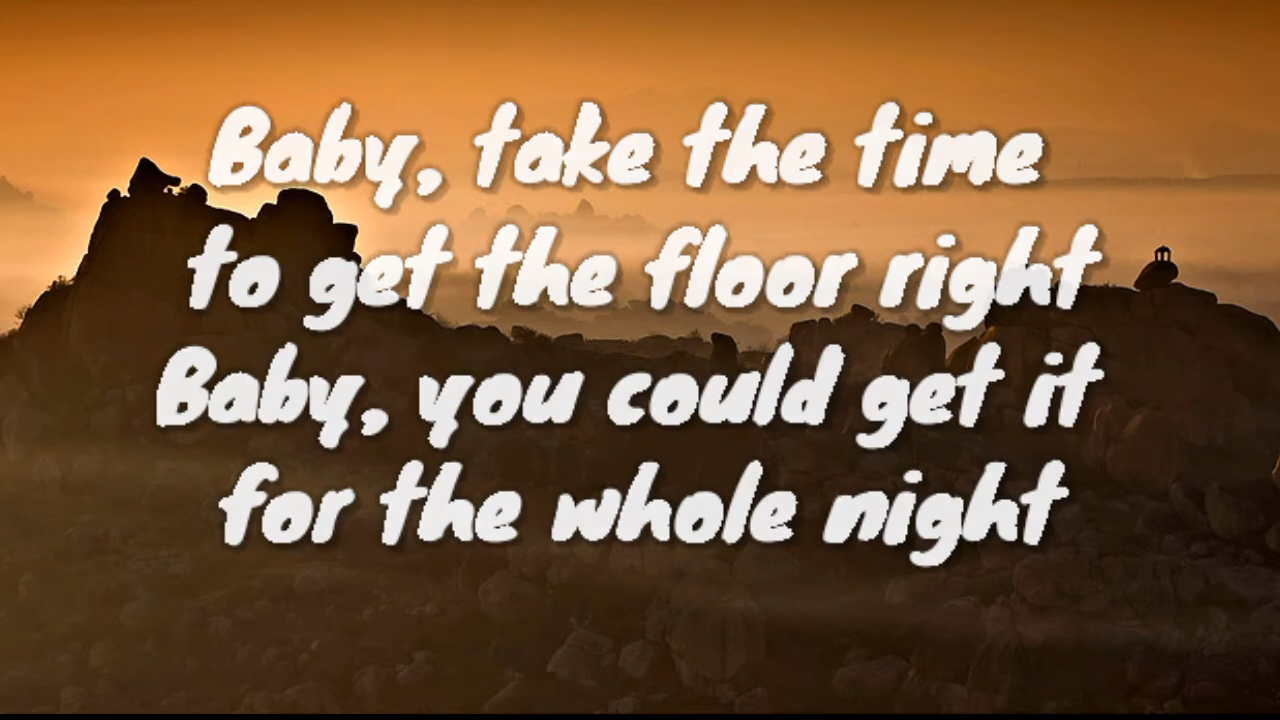 Baby, take the time
to get the floor right
Baby, you could get it
for the whole night